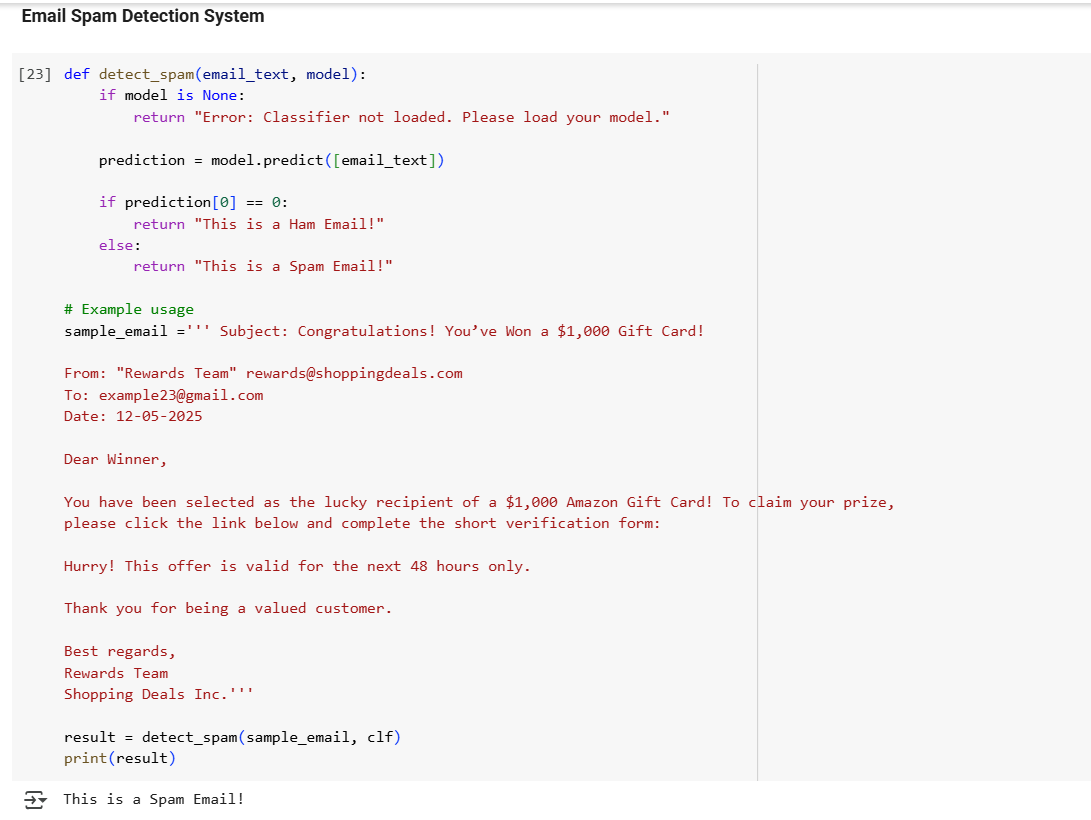 Email Spam Detection System
[23] def detect_spam(email_text, model):
    if model is None:
        return "Error: Classifier not loaded. Please load your model."
    prediction = model.predict([email_text])
    if prediction[0] == 0:
        return "This is a Ham Email!"
    else:
        return "This is a Spam Email!"
# Example usage
sample_email =''' Subject: Congratulations! You’ve Won a $1,000 Gift Card!
From: "Rewards Team" rewards@shoppingdeals.com
To: example23@gmail.com
Date: 12-05-2025
Dear Winner,
You have been selected as the lucky recipient of a $1,000 Amazon Gift Card! To claim your prize,
please click the link below and complete the short verification form:
Hurry! This offer is valid for the next 48 hours only.
Thank you for being a valued customer.
Best regards,
Rewards Team
Shopping Deals Inc.'''
result = detect_spam(sample_email, clf)
print(result)
This is a Spam Email!